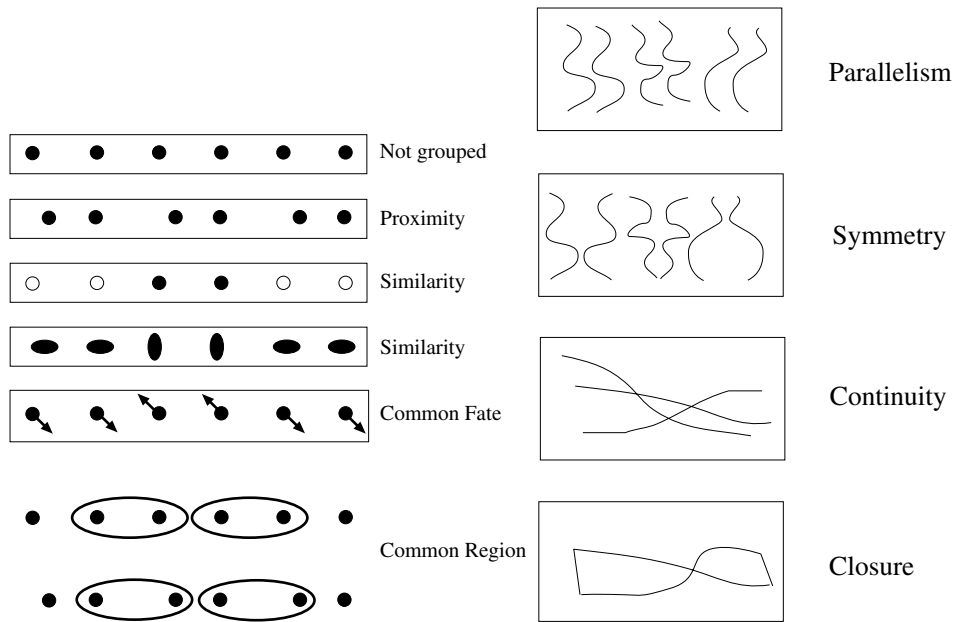 Not grouped
Proximity
Similarity
Similarity
Common Fate
Common Region
Parallelism
Symmetry
Continuity
Closure